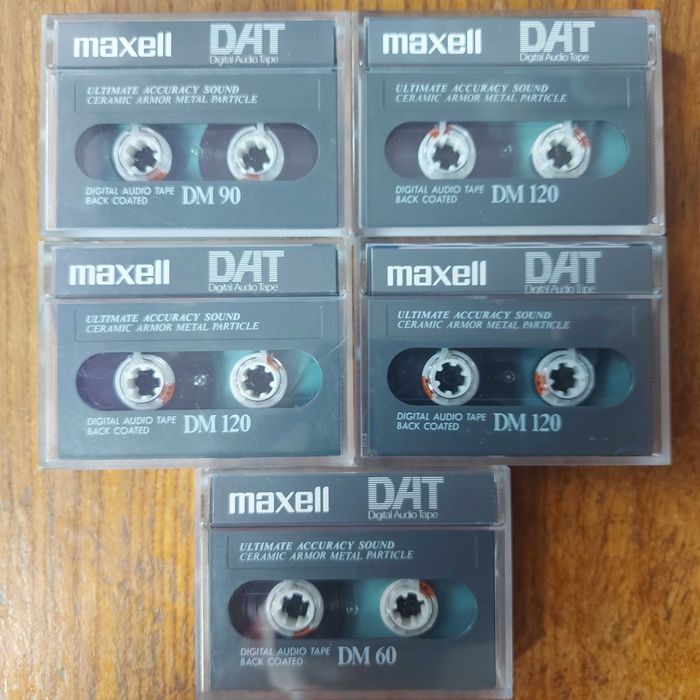 maxell DAT
Digital Audio Tape
ULTIMATE ACCURACY SOUND
CERAMIC ARMOR METAL PARTICLE
DIGITAL AUDIO TAPE
BACK COATED DM 90
maxell DAT
Digital Audio Tape
ULTIMATE ACCURACY SOUND
CERAMIC ARMOR METAL PARTICLE
DIGITAL AUDIO TAPE
BACK COATED DM 120
maxell DAT
Digital Audio Tape
ULTIMATE ACCURACY SOUND
CERAMIC ARMOR METAL PARTICLE
DIGITAL AUDIO TAPE
BACK COATED DM 120
maxell DAT
Digital Audio Tape
ULTIMATE ACCURACY SOUND
CERAMIC ARMOR METAL PARTICLE
DIGITAL AUDIO TAPE
BACK COATED DM 120
maxell DAT
Digital Audio Tape
ULTIMATE ACCURACY SOUND
CERAMIC ARMOR METAL PARTICLE
DIGITAL AUDIO TAPE
BACK COATED DM 60